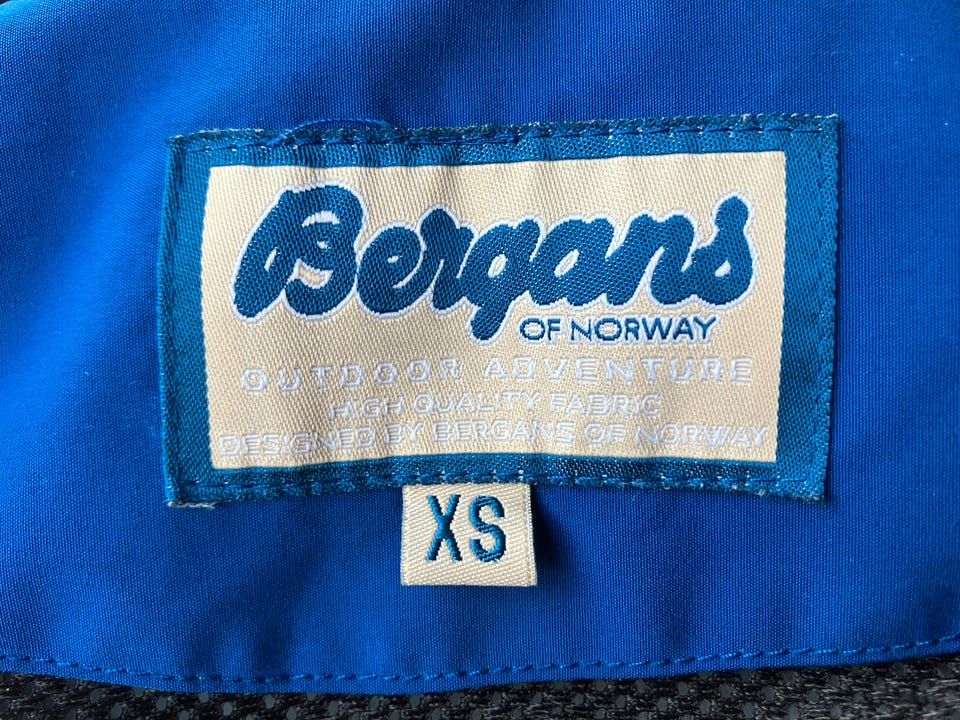 Bergans
OF NORWAY
OUTDOOR ADVENTURE
HIGH QUALITY FABRIC
DESIGNED BY BERGANS OF NORWAY
XS